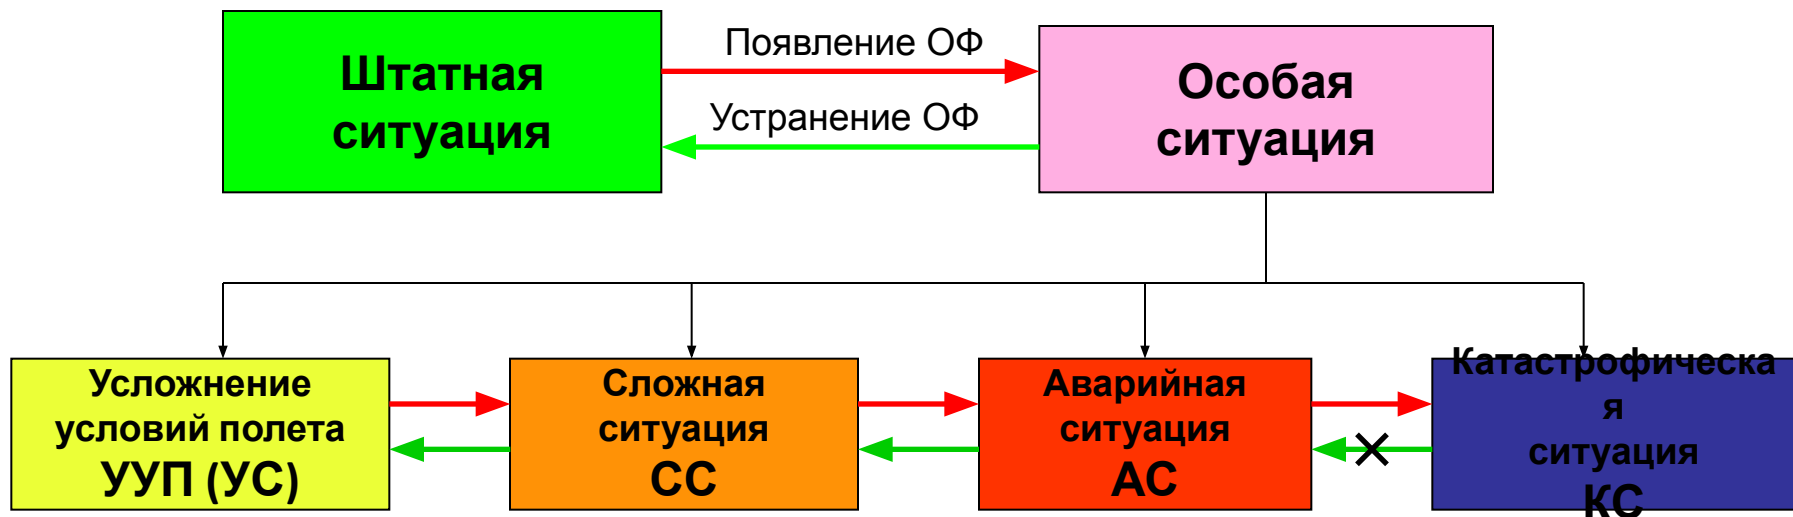 Штатная
ситуация
Появление ОФ
Устранение ОФ
Особая
ситуация
Усложнение
условий полета
УУП (УС)
Сложная
ситуация
СС
Аварийная
ситуация
АС
Катастрофическа
я
ситуация
КС